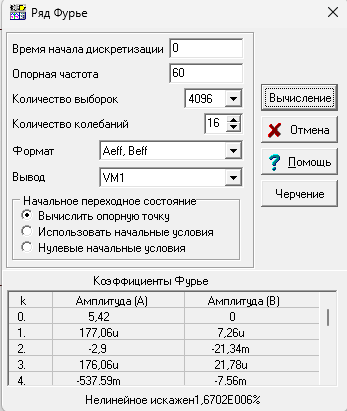 Ряд Фурье
Время начала дискретизации 0
Опорная частота 60
Количество выборок 4096
Вычисление
Количество колебаний 16
Отмена
Формат Aeff, Beff
Помощь
Вывод VM1
Черчение
Начальное переходное состояние
Вычислить опорную точку
Использовать начальные условия
Нулевые начальные условия
Коэффициенты Фурье
k Амплитуда (A) Амплитуда (B)
0. 5,42 0
1. 177,06u 7,26u
2. -2,9 -21,34m
3. 176,06u 21,78u
4. -537.59m -7.56m
Нелинейное искажен1,6702E006%